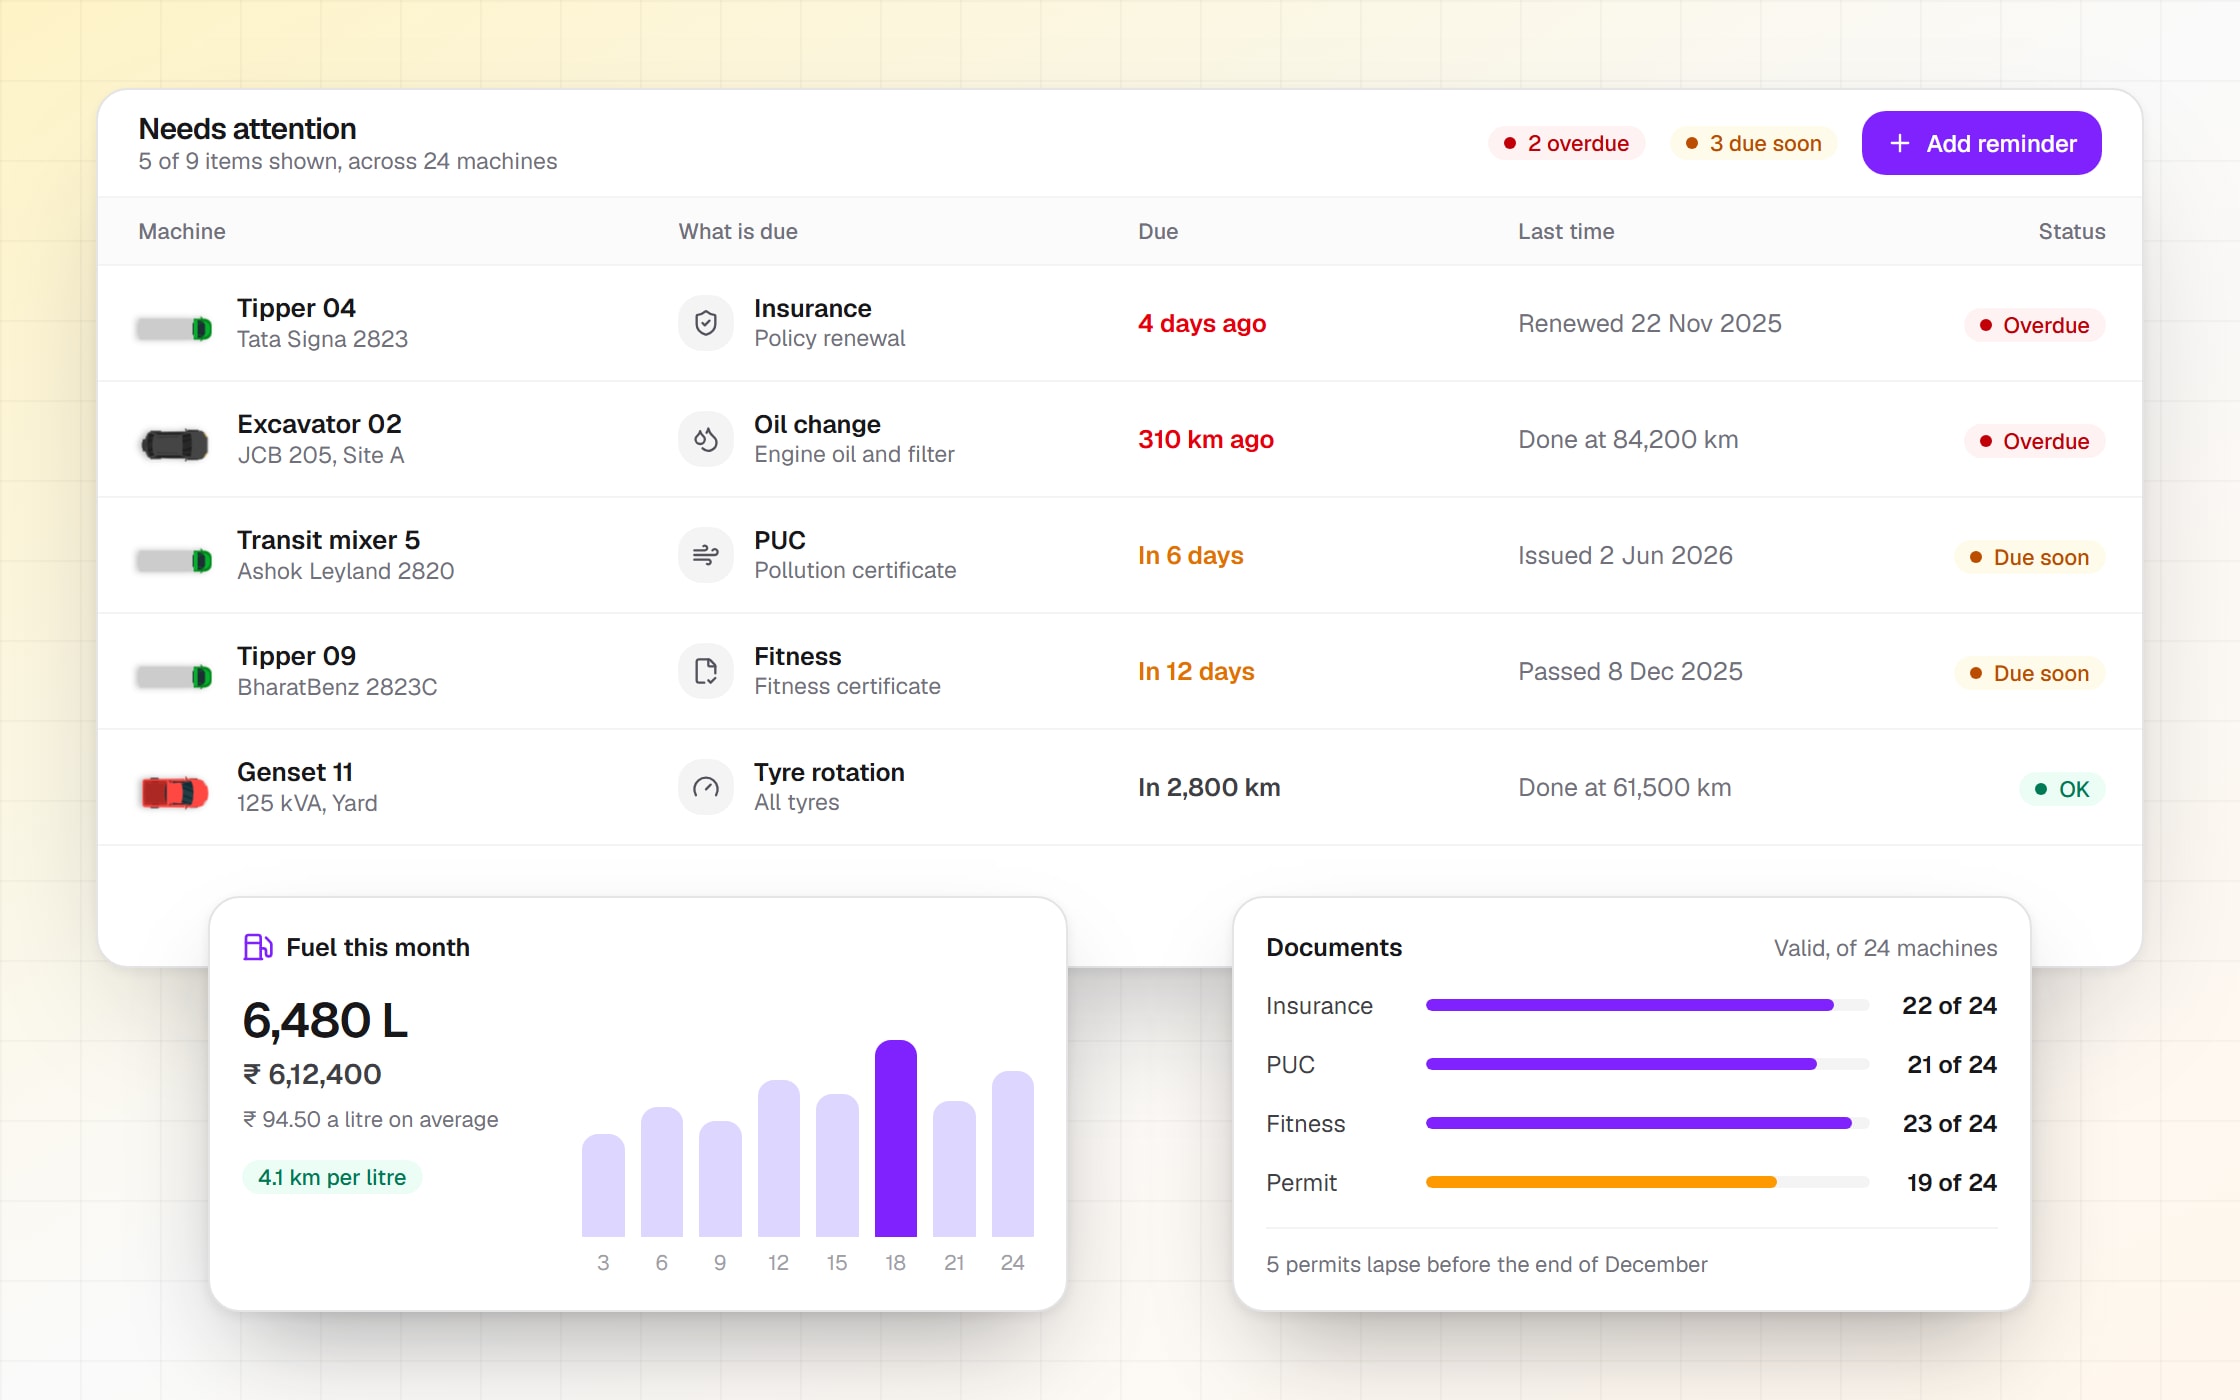 Needs attention
5 of 9 items shown, across 24 machines
2 overdue
3 due soon
Add reminder
Machine
What is due
Due
Last time
Status
Tipper 04
Tata Signa 2823
Insurance
Policy renewal
4 days ago
Renewed 22 Nov 2025
Overdue
Excavator 02
JCB 205, Site A
Oil change
Engine oil and filter
310 km ago
Done at 84,200 km
Overdue
Transit mixer 5
Ashok Leyland 2820
PUC
Pollution certificate
In 6 days
Issued 2 Jun 2026
Due soon
Tipper 09
BharatBenz 2823C
Fitness
Fitness certificate
In 12 days
Passed 8 Dec 2025
Due soon
Genset 11
125 kVA, Yard
Tyre rotation
All tyres
In 2,800 km
Done at 61,500 km
OK
Fuel this month
6,480 L
₹ 6,12,400
₹ 94.50 a litre on average
4.1 km per litre
3 6 9 12 15 18 21 24
Documents
Valid, of 24 machines
Insurance 22 of 24
PUC 21 of 24
Fitness 23 of 24
Permit 19 of 24
5 permits lapse before the end of December